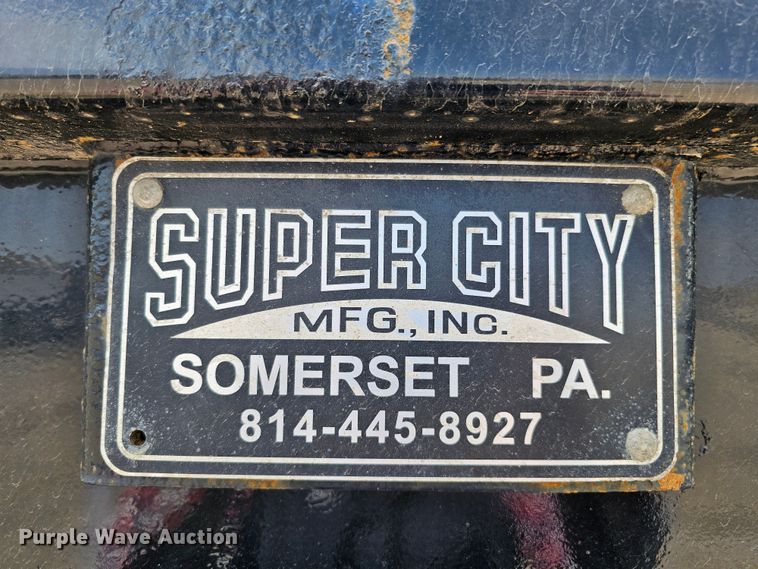 SUPER CITY
MFG., INC.
SOMERSET PA.
814-445-8927
Purple Wave Auction